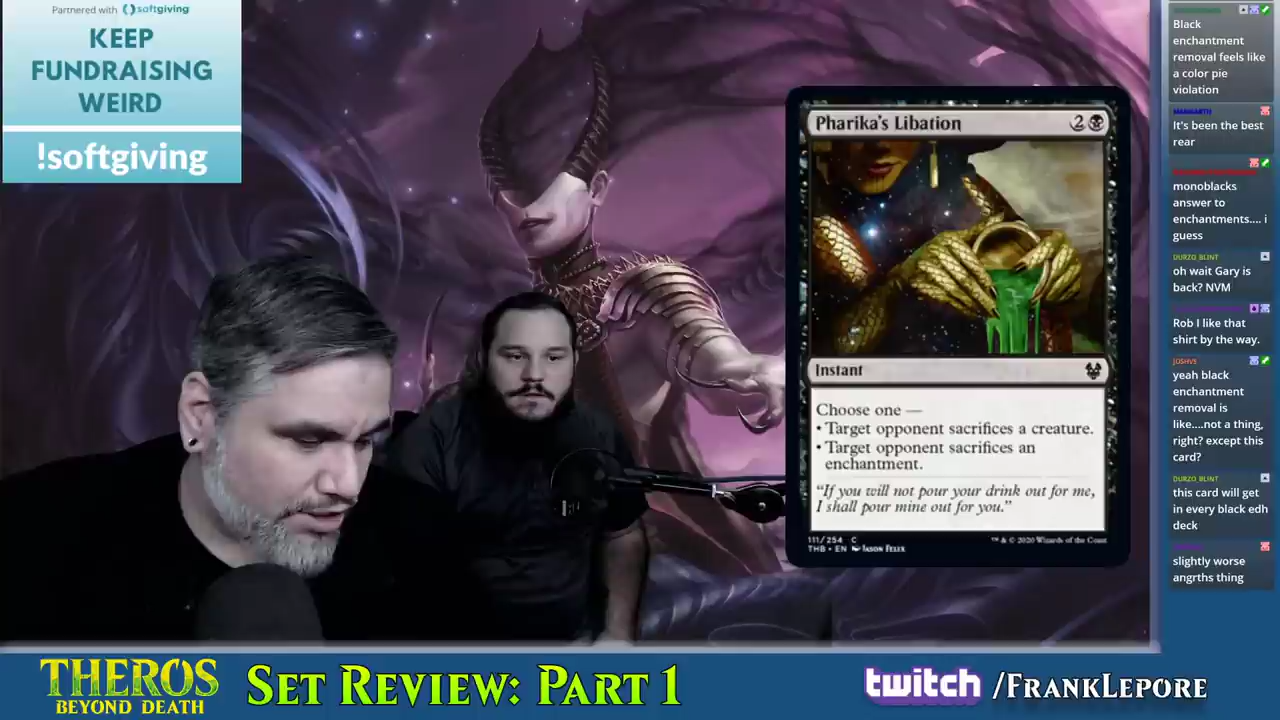 Partnered with softgiving
KEEP
FUNDRAISING
WEIRD
!softgiving
Pharika's Libation 2
Instant
Choose one —
• Target opponent sacrifices a creature.
• Target opponent sacrifices an
enchantment.
“If you will not pour your drink out for me,
I shall pour mine out for you.”
111/254 C
THB • EN Jason Felix
™ & © 2020 Wizards of the Coast
Black
enchantment
removal feels like
a color pie
violation
It's been the best
rear
monoblacks
answer to
enchantments.... i
guess
DURZO BLINT
oh wait Gary is
back? NVM
Rob I like that
shirt by the way.
JOSHVS
yeah black
enchantment
removal is
like....not a thing,
right? except this
card?
DURZO BLINT
this card will get
in every black edh
deck
slightly worse
angrths thing
THEROS
BEYOND DEATH
SET REVIEW: PART 1
twitch /FRANKLEPORE